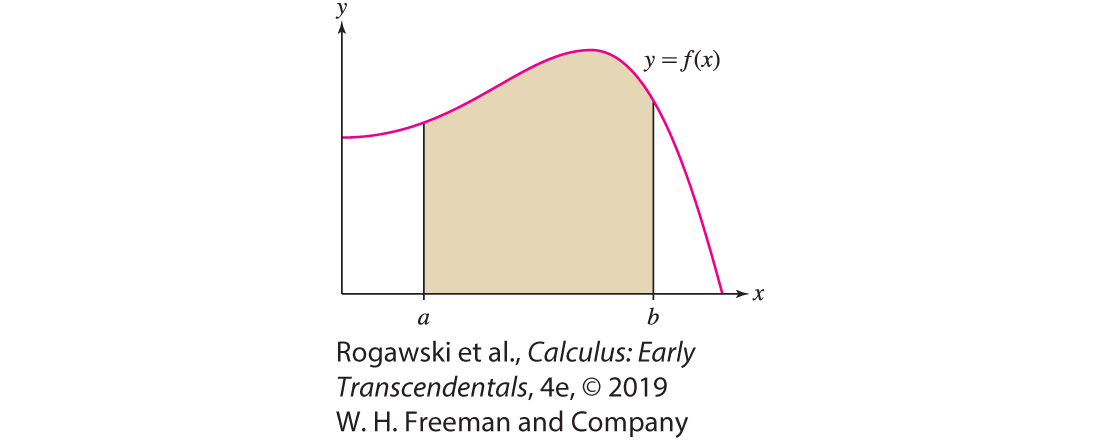 y
y = f(x)
x
a
b
Rogawski et al., Calculus: Early
Transcendentals, 4e, © 2019
W. H. Freeman and Company